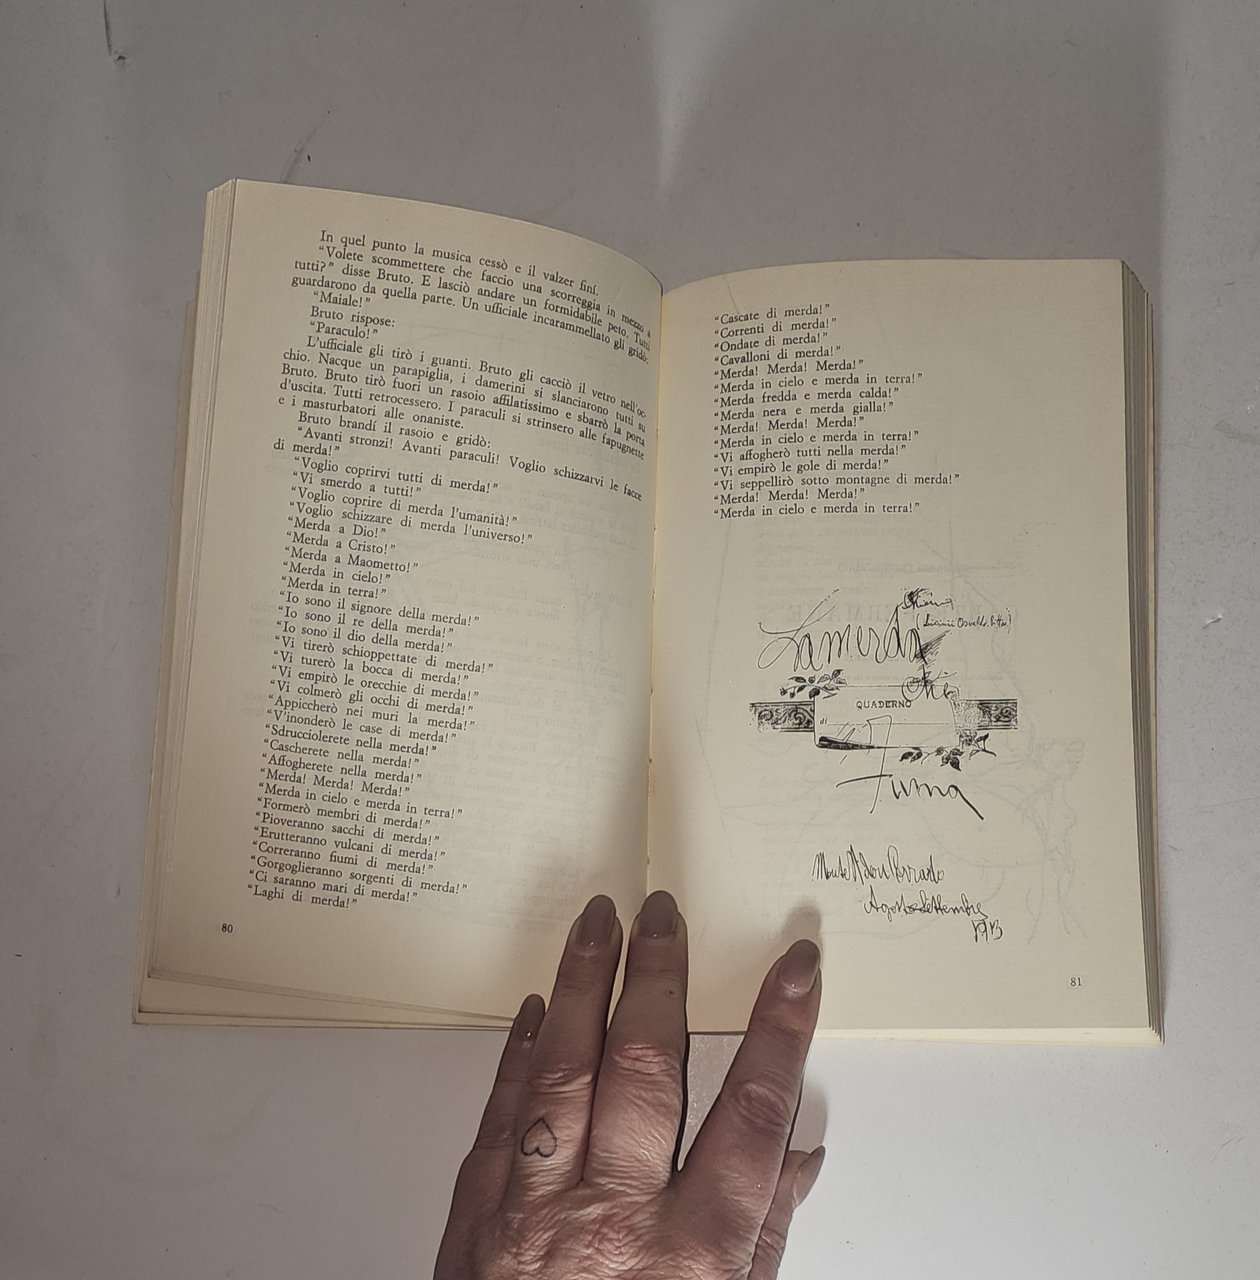 In quel punto la musica cessò e il valzer finí.
“Volete scommettere che faccio una scorreggia in mezzo a
tutti?” disse Bruto. E lasciò andare un formidabile peto. Tutti
guardarono da quella parte. Un ufficiale incarammellato gli gridò:
“Maiale!”
Bruto rispose:
“Paraculo!”
L’ufficiale gli tirò i guanti. Bruto gli cacciò il vetro nell’oc-
chio. Nacque un parapiglia, i damerini si slanciarono tutti su
Bruto. Bruto tirò fuori un rasoio affilatissimo e sbarrò la porta
d’uscita. Tutti retrocessero. I paraculi si strinsero alle fapugnette
e i masturbatori alle onaniste.
Bruto brandí il rasoio e gridò:
“Avanti stronzi! Avanti paraculi! Voglio schizzarvi le facce
di merda!”
“Voglio coprirvi tutti di merda!”
“Vi smerdo a tutti!”
“Voglio coprire di merda l’umanità!”
“Voglio schizzare di merda l’universo!”
“Merda a Dio!”
“Merda a Cristo!”
“Merda a Maometto!”
“Merda in cielo!”
“Merda in terra!”
“Io sono il signore della merda!”
“Io sono il re della merda!”
“Io sono il dio della merda!”
“Vi tirerò schioppettate di merda!”
“Vi turerò la bocca di merda!”
“Vi empirò le orecchie di merda!”
“Vi colmerò gli occhi di merda!”
“Appiccherò nei muri la merda!”
“V’inonderò le case di merda!”
“Sdrucciolerete nella merda!”
“Cascherete nella merda!”
“Affogherete nella merda!”
“Merda! Merda! Merda!”
“Merda in cielo e merda in terra!”
“Formerò membri di merda!”
“Pioveranno sacchi di merda!”
“Erutteranno vulcani di merda!”
“Correranno fiumi di merda!”
“Gorgoglieranno sorgenti di merda!”
“Ci saranno mari di merda!”
“Laghi di merda!”
80
“Cascate di merda!”
“Correnti di merda!”
“Ondate di merda!”
“Cavalloni di merda!”
“Merda! Merda! Merda!”
“Merda in cielo e merda in terra!”
“Merda fredda e merda calda!”
“Merda nera e merda gialla!”
“Merda! Merda! Merda!”
“Merda in cielo e merda in terra!”
“Vi affogherò tutti nella merda!”
“Vi empirò le gole di merda!”
“Vi seppellirò sotto montagne di merda!”
“Merda! Merda! Merda!”
“Merda in cielo e merda in terra!”
La merda
QUADERNO
di
Fuma
1913
81